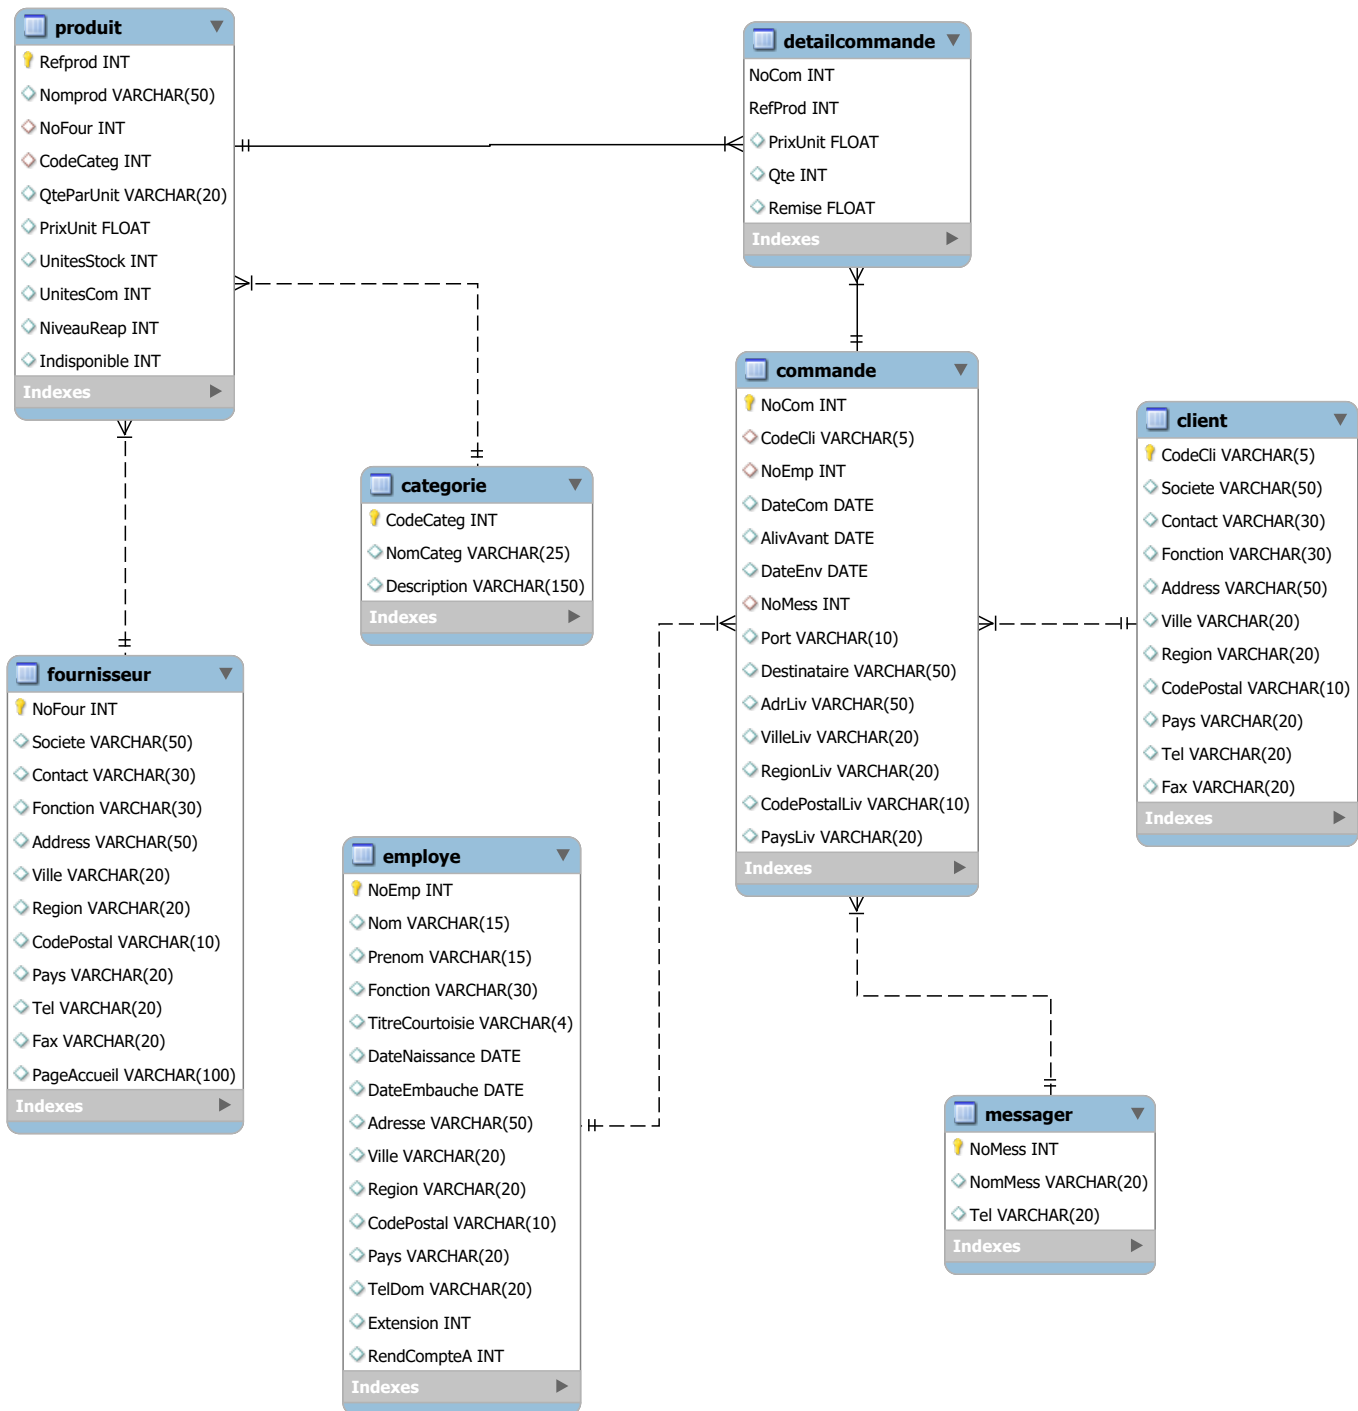 produit
Refprod INT
Nomprod VARCHAR(50)
NoFour INT
CodeCateg INT
QteParUnit VARCHAR(20)
PrixUnit FLOAT
UnitesStock INT
UnitesCom INT
NiveauReap INT
Indisponible INT
Indexes
detailcommande
NoCom INT
RefProd INT
PrixUnit FLOAT
Qte INT
Remise FLOAT
Indexes
categorie
CodeCateg INT
NomCateg VARCHAR(25)
Description VARCHAR(150)
Indexes
commande
NoCom INT
CodeCli VARCHAR(5)
NoEmp INT
DateCom DATE
AlivAvant DATE
DateEnv DATE
NoMess INT
Port VARCHAR(10)
Destinataire VARCHAR(50)
AdrLiv VARCHAR(50)
VilleLiv VARCHAR(20)
RegionLiv VARCHAR(20)
CodePostalLiv VARCHAR(10)
PaysLiv VARCHAR(20)
Indexes
client
CodeCli VARCHAR(5)
Societe VARCHAR(50)
Contact VARCHAR(30)
Fonction VARCHAR(30)
Address VARCHAR(50)
Ville VARCHAR(20)
Region VARCHAR(20)
CodePostal VARCHAR(10)
Pays VARCHAR(20)
Tel VARCHAR(20)
Fax VARCHAR(20)
Indexes
fournisseur
NoFour INT
Societe VARCHAR(50)
Contact VARCHAR(30)
Fonction VARCHAR(30)
Address VARCHAR(50)
Ville VARCHAR(20)
Region VARCHAR(20)
CodePostal VARCHAR(10)
Pays VARCHAR(20)
Tel VARCHAR(20)
Fax VARCHAR(20)
PageAccueil VARCHAR(100)
Indexes
employe
NoEmp INT
Nom VARCHAR(15)
Prenom VARCHAR(15)
Fonction VARCHAR(30)
TitreCourtoisie VARCHAR(4)
DateNaissance DATE
DateEmbauche DATE
Adresse VARCHAR(50)
Ville VARCHAR(20)
Region VARCHAR(20)
CodePostal VARCHAR(10)
Pays VARCHAR(20)
TelDom VARCHAR(20)
Extension INT
RendCompteA INT
Indexes
messager
NoMess INT
NomMess VARCHAR(20)
Tel VARCHAR(20)
Indexes